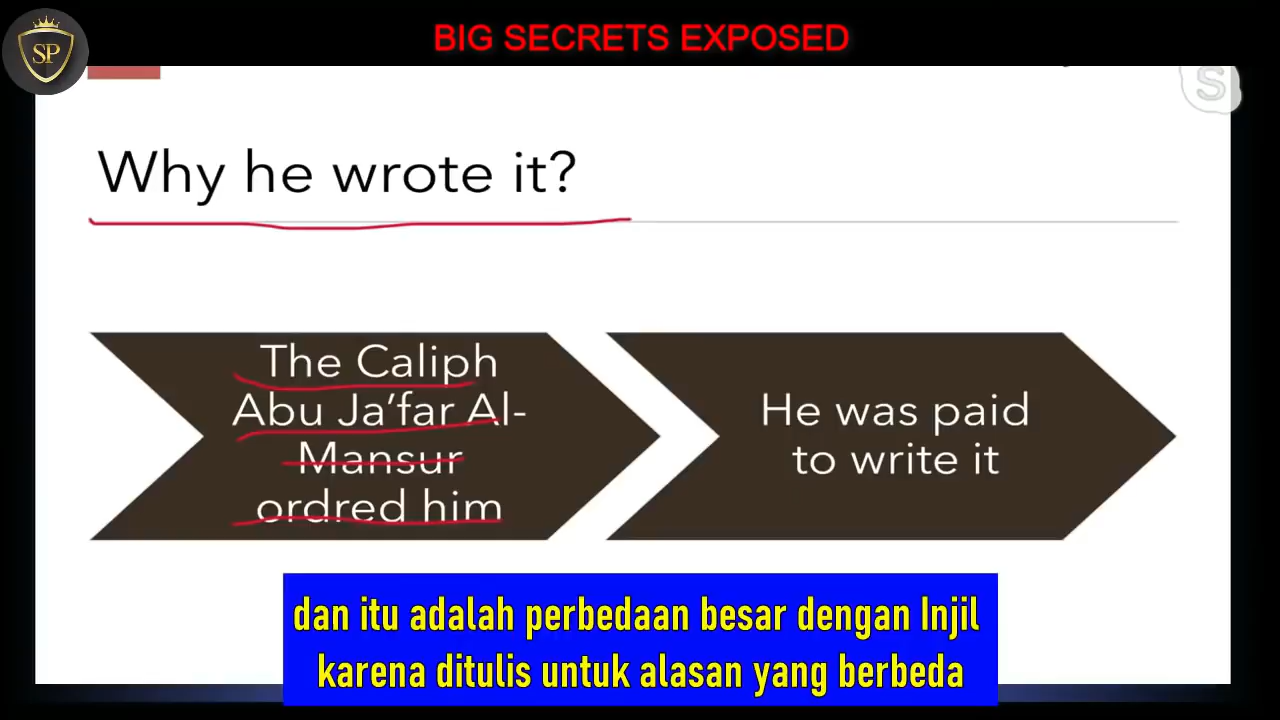 BIG SECRETS EXPOSED
SP
S
Why he wrote it?
The Caliph
Abu Ja’far Al-
Mansur
ordred him
He was paid
to write it
dan itu adalah perbedaan besar dengan Injil
karena ditulis untuk alasan yang berbeda